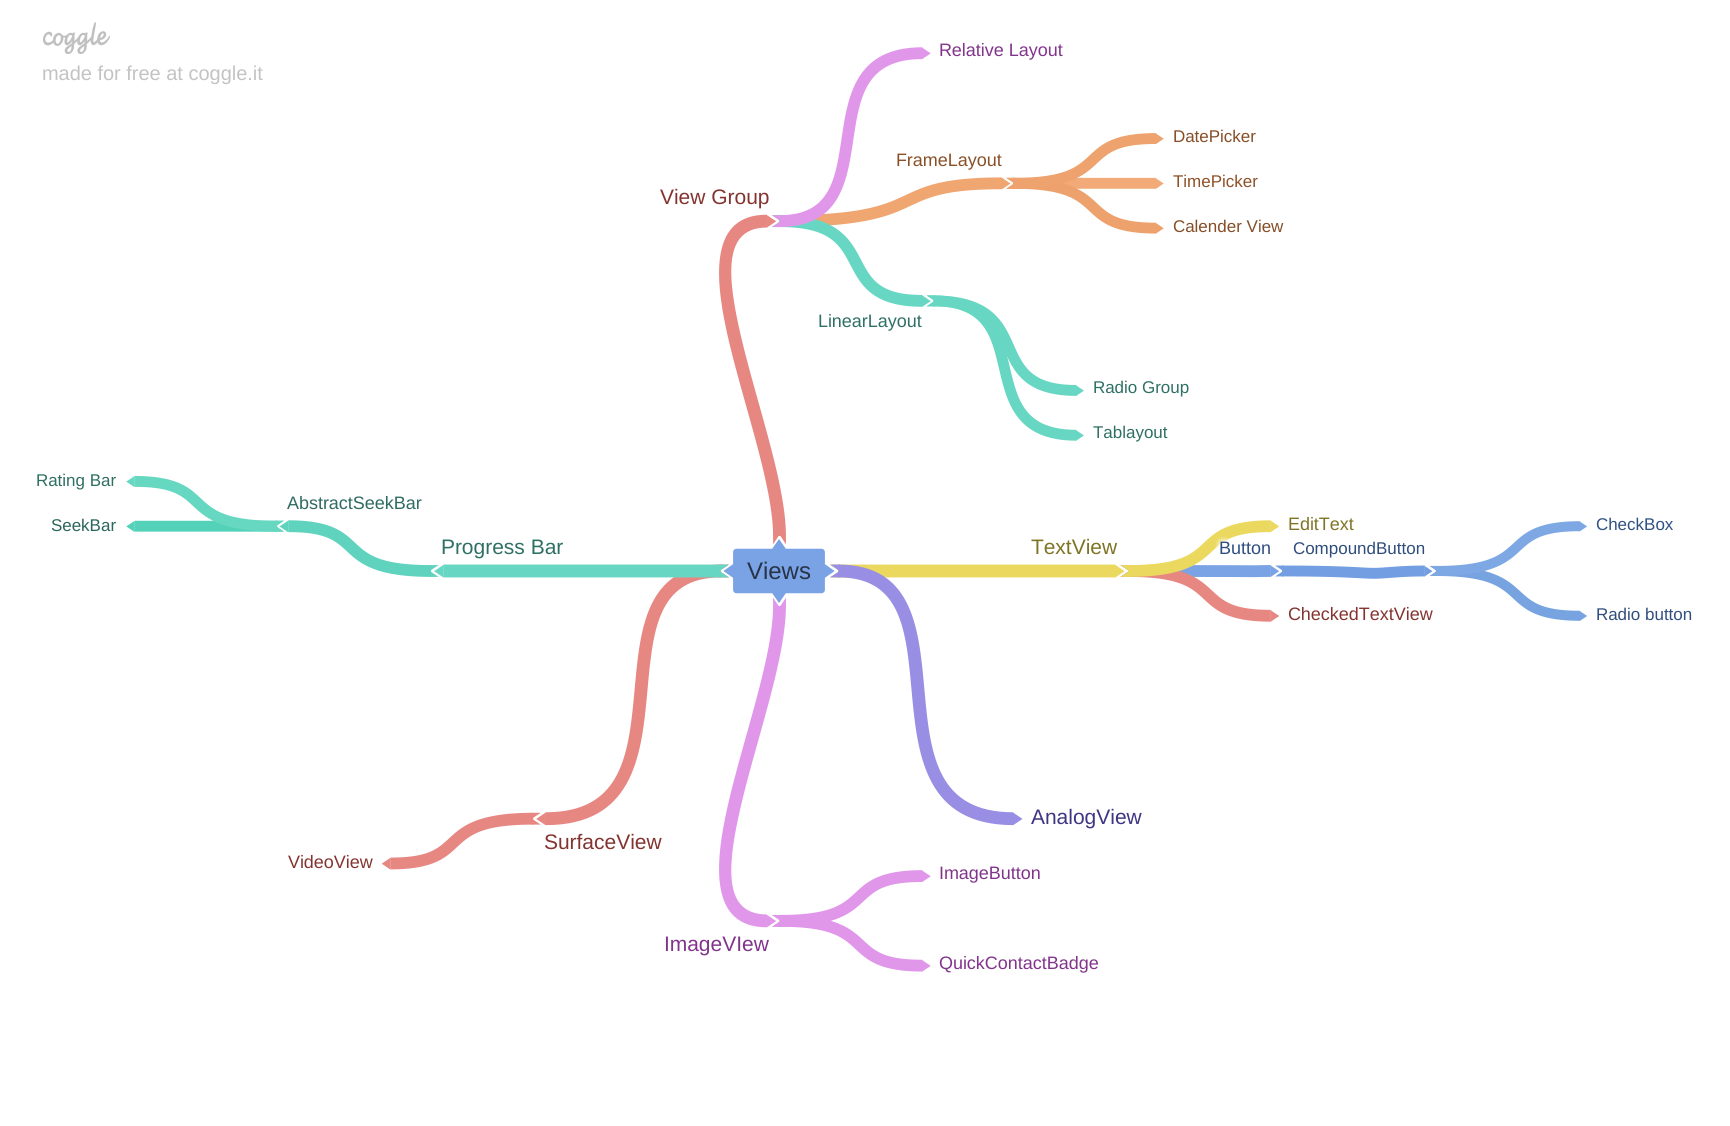 coggle
made for free at coggle.it
Relative Layout
DatePicker
FrameLayout
TimePicker
View Group
Calender View
LinearLayout
Radio Group
Tablayout
Rating Bar
AbstractSeekBar
SeekBar
Progress Bar
Views
TextView
EditText
Button
CompoundButton
CheckBox
CheckedTextView
Radio button
AnalogView
SurfaceView
VideoView
ImageButton
ImageVIew
QuickContactBadge